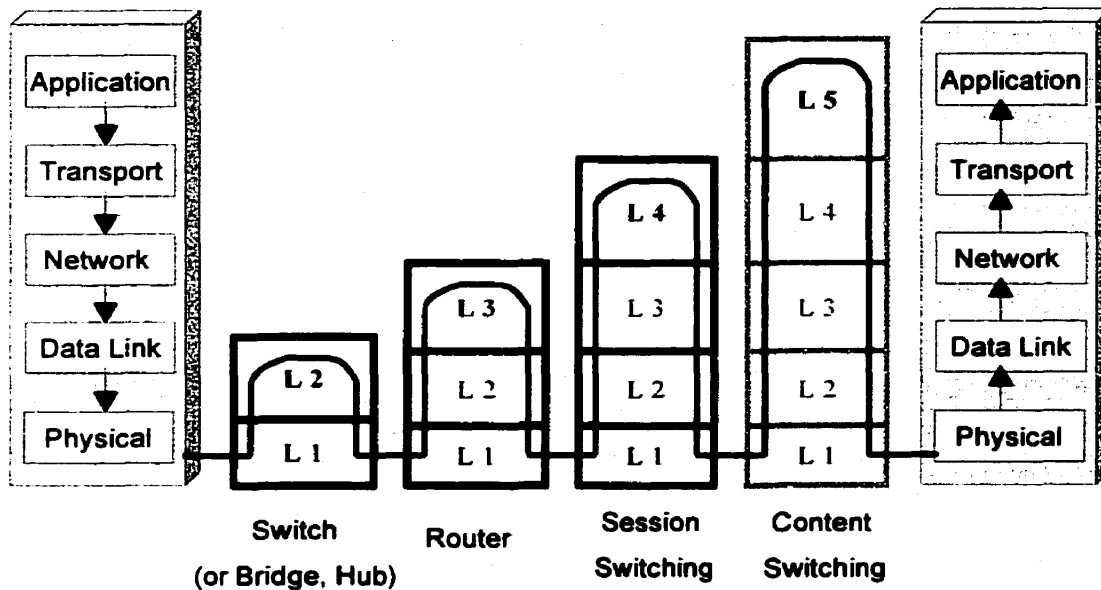 Application
Transport
Network
Data Link
Physical
L 2
L 1
Switch
(or Bridge, Hub)
L 3
L 2
L 1
Router
L 4
L 3
L 2
L 1
Session
Switching
L 5
L 4
L 3
L 2
L 1
Content
Switching
Application
Transport
Network
Data Link
Physical